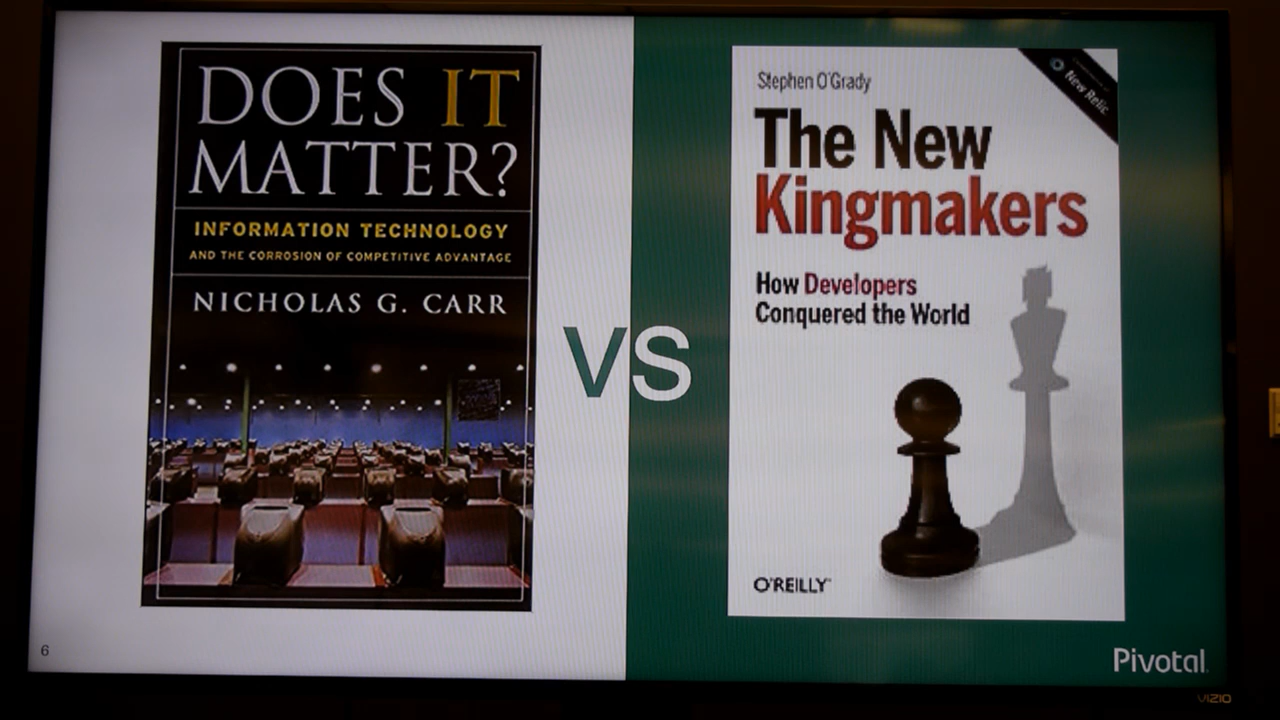 DOES IT
MATTER?
INFORMATION TECHNOLOGY
AND THE CORROSION OF COMPETITIVE ADVANTAGE
NICHOLAS G. CARR
VS
Stephen O'Grady
New Relic
The New
Kingmakers
How Developers
Conquered the World
O'REILLY
6
Pivotal
VIZIO